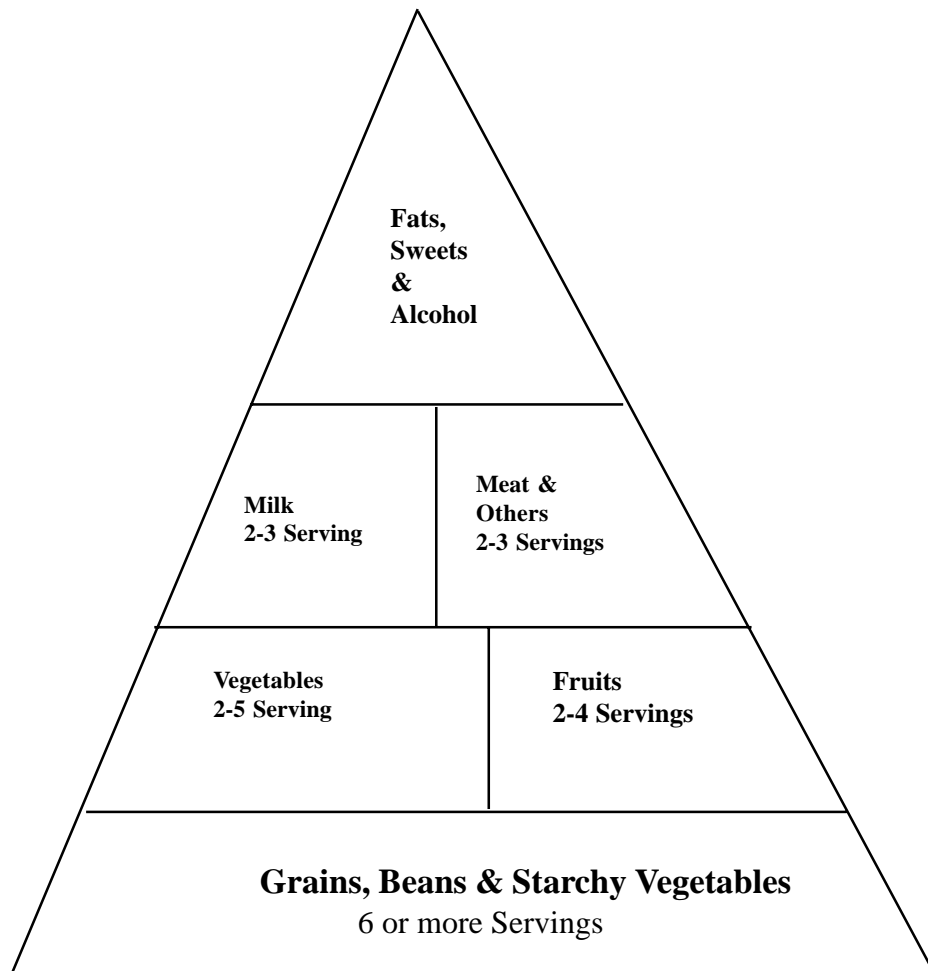 Fats,
Sweets
&
Alcohol
Milk
2-3 Serving
Meat &
Others
2-3 Servings
Vegetables
2-5 Serving
Fruits
2-4 Servings
Grains, Beans & Starchy Vegetables
6 or more Servings